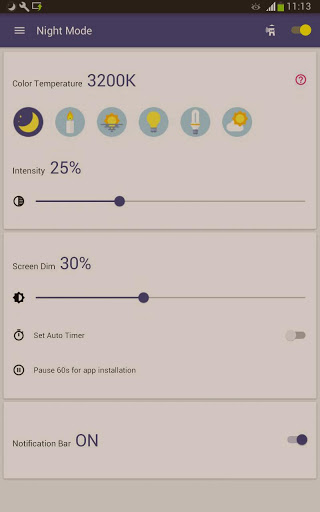 11:13
Night Mode
Color Temperature 3200K
Intensity 25%
Screen Dim 30%
Set Auto Timer
Pause 60s for app installation
Notification Bar ON